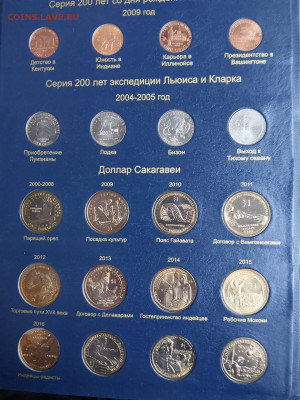 COINSS.RU
Серия 200 лет со дня рожде
2009 год
Детство в Кентукки
Юность в Индиане
Карьера в Иллинойсе
Президентство в Вашингтоне
Серия 200 лет экспедиции Льюиса и Кларка
2004-2005 год
Приобретение Луизианы
Лодка
Бизон
Выход к Тихому океану
Доллар Сакагавеи
2000-2008
2009
2010
2011
Парящий орел
Посадка культур
Пояс Гайавата
Договор с Вампаноагами
2012
2013
2014
2015
Торговые пути XVII века
Договор с Делаварами
Гостеприимство индейцев
Рабочие Мохоки
2016